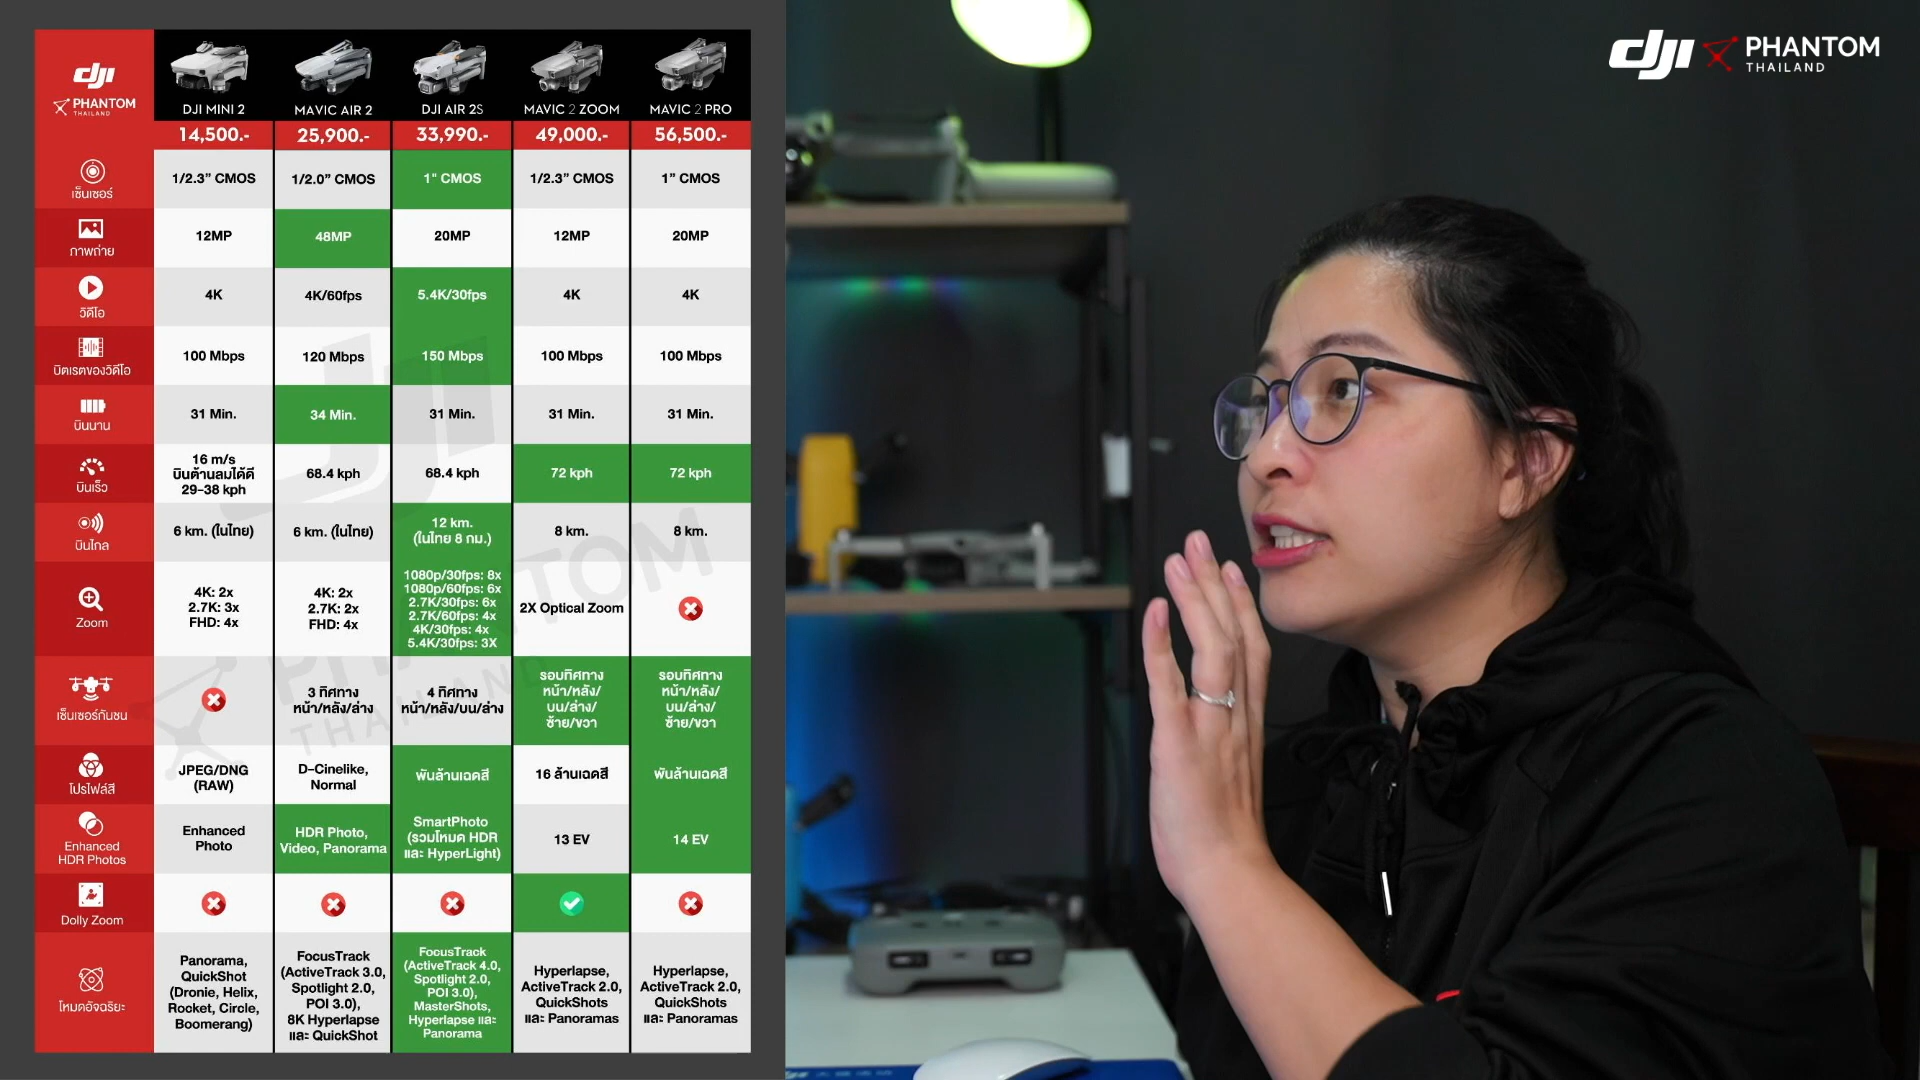 dji
PHANTOM
THAILAND
DJI MINI 2
MAVIC AIR 2
DJI AIR 2S
MAVIC 2 ZOOM
MAVIC 2 PRO
14,500.-
25,900.-
33,990.-
49,000.-
56,500.-
เซ็นเซอร์
1/2.3” CMOS
1/2.0” CMOS
1" CMOS
1/2.3” CMOS
1” CMOS
ภาพถ่าย
12MP
48MP
20MP
12MP
20MP
วิดีโอ
4K
4K/60fps
5.4K/30fps
4K
4K
บิตเรตของวิดีโอ
100 Mbps
120 Mbps
150 Mbps
100 Mbps
100 Mbps
บินนาน
31 Min.
34 Min.
31 Min.
31 Min.
31 Min.
บินเร็ว
16 m/s
บินต้านลมได้ดี
29-38 kph
68.4 kph
68.4 kph
72 kph
72 kph
บินไกล
6 km. (ในไทย)
6 km. (ในไทย)
12 km.
(ในไทย 8 กม.)
8 km.
8 km.
Zoom
4K: 2x
2.7K: 3x
FHD: 4x
4K: 2x
2.7K: 2x
FHD: 4x
1080p/30fps: 8x
1080p/60fps: 6x
2.7K/30fps: 6x
2.7K/60fps: 4x
4K/30fps: 4x
5.4K/30fps: 3X
2X Optical Zoom
เซ็นเซอร์กันชน
3 ทิศทาง
หน้า/หลัง/ล่าง
4 ทิศทาง
หน้า/หลัง/บน/ล่าง
รอบทิศทาง
หน้า/หลัง/
บน/ล่าง/
ซ้าย/ขวา
รอบทิศทาง
หน้า/หลัง/
บน/ล่าง/
ซ้าย/ขวา
โปรไฟล์สี
JPEG/DNG
(RAW)
D-Cinelike,
Normal
พันล้านเฉดสี
16 ล้านเฉดสี
พันล้านเฉดสี
Enhanced
HDR Photos
Enhanced
Photo
HDR Photo,
Video, Panorama
SmartPhoto
(รวมโหมด HDR
และ HyperLight)
13 EV
14 EV
Dolly Zoom
โหมดอัจฉริยะ
Panorama,
QuickShot
(Dronie, Helix,
Rocket, Circle,
Boomerang)
FocusTrack
(ActiveTrack 3.0,
Spotlight 2.0,
POI 3.0),
8K Hyperlapse
และ QuickShot
FocusTrack
(ActiveTrack 4.0,
Spotlight 2.0,
POI 3.0),
MasterShots,
Hyperlapse และ
Panorama
Hyperlapse,
ActiveTrack 2.0,
QuickShots
และ Panoramas
Hyperlapse,
ActiveTrack 2.0,
QuickShots
และ Panoramas
DJI
PHANTOM
THAILAND
dji PHANTOM
THAILAND